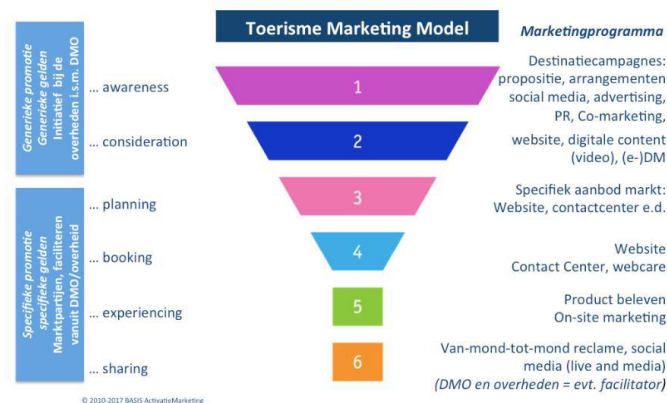 Toerisme Marketing Model
Marketingprogramma
Generieke promotie
Generieke gelden
Initiatief bij de
overheden i.s.m. DMO
... awareness
1
Destinatiecampagnes:
propositie, arrangementen
social media, advertising,
PR, Co-marketing,
... consideration
2
website, digitale content
(video), (e-)DM
Specifieke promotie
specifieke gelden
Marktpartijen, faciliteren
vanuit DMO/overheid
... planning
3
Specifiek aanbod markt:
Website, contactcenter e.d.
... booking
4
Website
Contact Center, webcare
... experiencing
5
Product beleven
On-site marketing
... sharing
6
Van-mond-tot-mond reclame, social
media (live and media)
(DMO en overheden = evt. facilitator)
© 2010-2017 BASIS ActivatieMarketing